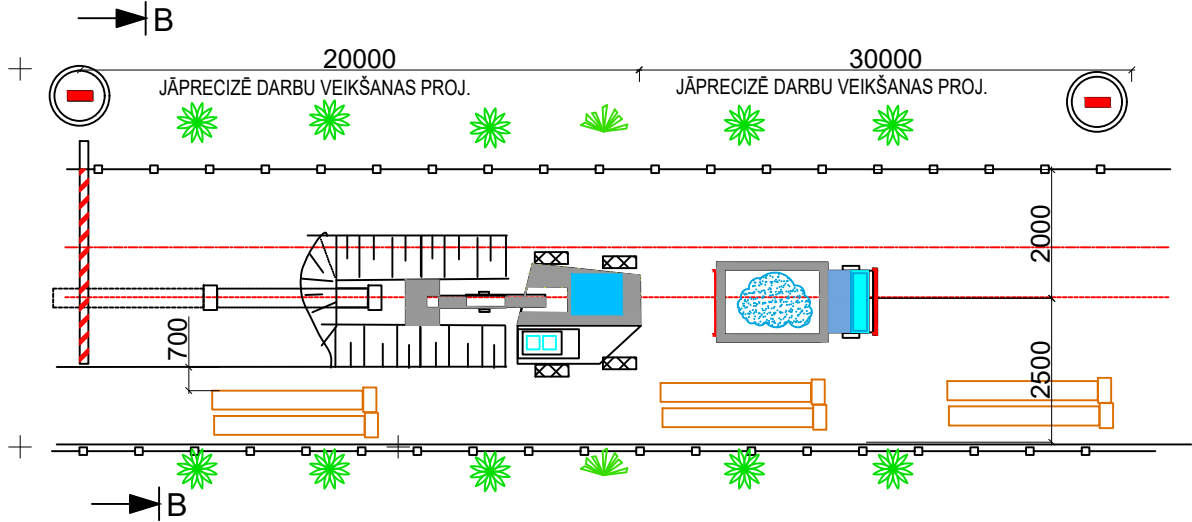 B
20000
30000
JĀPRECIZĒ DARBU VEIKŠANAS PROJ.
JĀPRECIZĒ DARBU VEIKŠANAS PROJ.
2000
700
2500
B